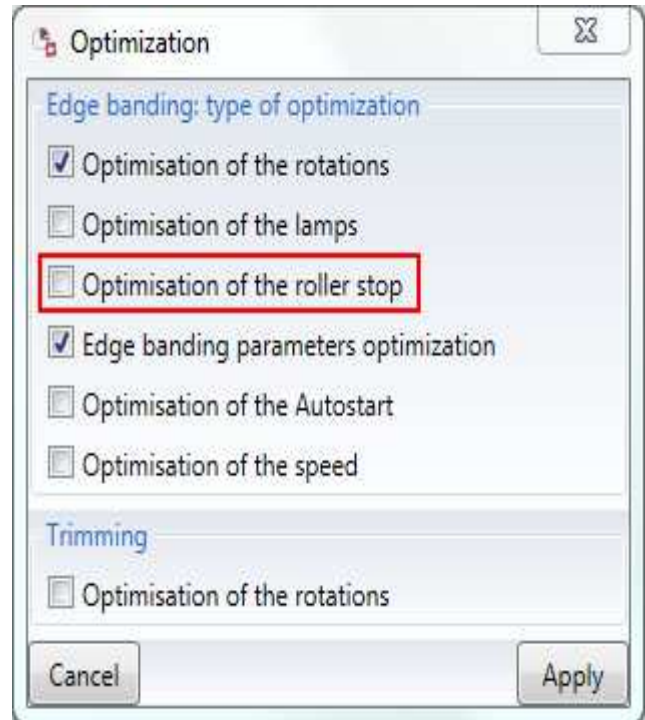 Optimization
Edge banding: type of optimization
Optimisation of the rotations
Optimisation of the lamps
Optimisation of the roller stop
Edge banding parameters optimization
Optimisation of the Autostart
Optimisation of the speed
Trimming
Optimisation of the rotations
Cancel Apply